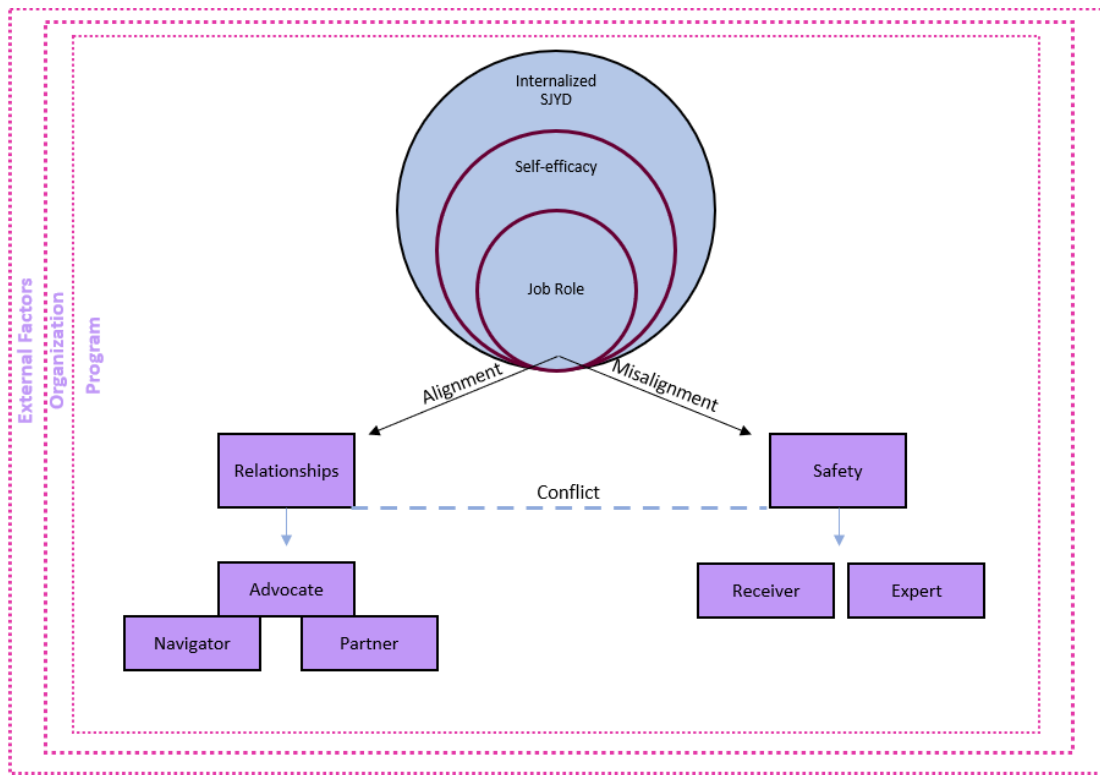 Internalized
SJYD
Self-efficacy
Job Role
External Factors
Organization
Program
Alignment
Misalignment
Relationships
Safety
Conflict
Advocate
Receiver
Expert
Navigator
Partner